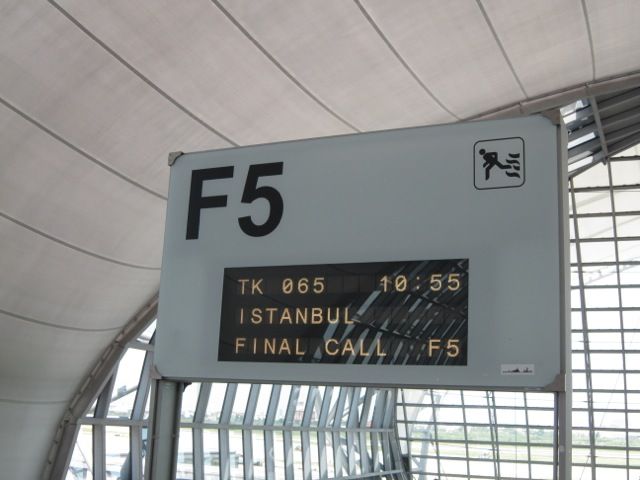 F5
TK 065 10:55
ISTANBUL
FINAL CALL F5